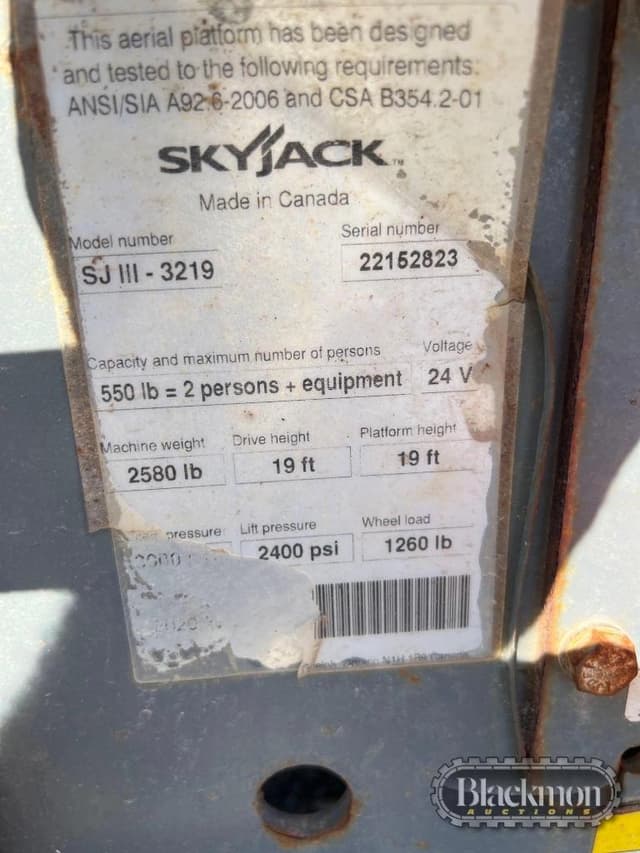 This aerial platform has been designed
and tested to the following requirements:
ANSI/SIA A92.6-2006 and CSA B354.2-01
SKYJACK™
Made in Canada
Model number Serial number
SJ III - 3219 22152823
Capacity and maximum number of persons Voltage
550 lb = 2 persons + equipment 24 V
Machine weight Drive height Platform height
2580 lb 19 ft 19 ft
pressure Lift pressure Wheel load
2400 psi 1260 lb
Blackmon
AUCTIONS